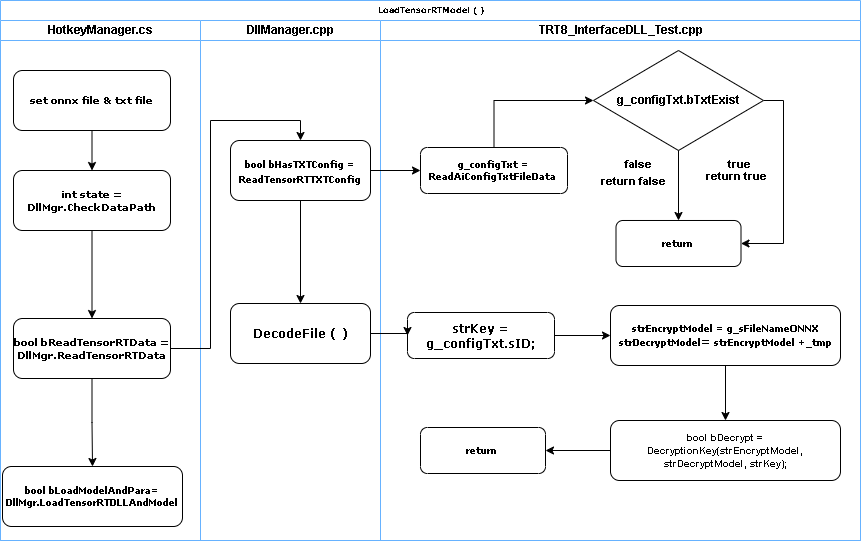 LoadTensorRTModel ( )
HotkeyManager.cs
DllManager.cpp
TRT8_InterfaceDLL_Test.cpp
set onnx file & txt file
int state =
DllMgr.CheckDataPath
bool bReadTensorRTData =
DllMgr.ReadTensorRTData
bool bLoadModelAndPara=
DllMgr.LoadTensorRTDLLAndModel
bool bHasTXTConfig =
ReadTensorRTTXTConfig
DecodeFile ( )
g_configTxt =
ReadAiConfigTxtFileData
g_configTxt.bTxtExist
false
return false
true
return true
return
strKey =
g_configTxt.sID;
strEncryptModel = g_sFileNameONNX
strDecryptModel= strEncryptModel +_tmp
bool bDecrypt =
DecryptionKey(strEncryptModel,
strDecryptModel, strKey);
return